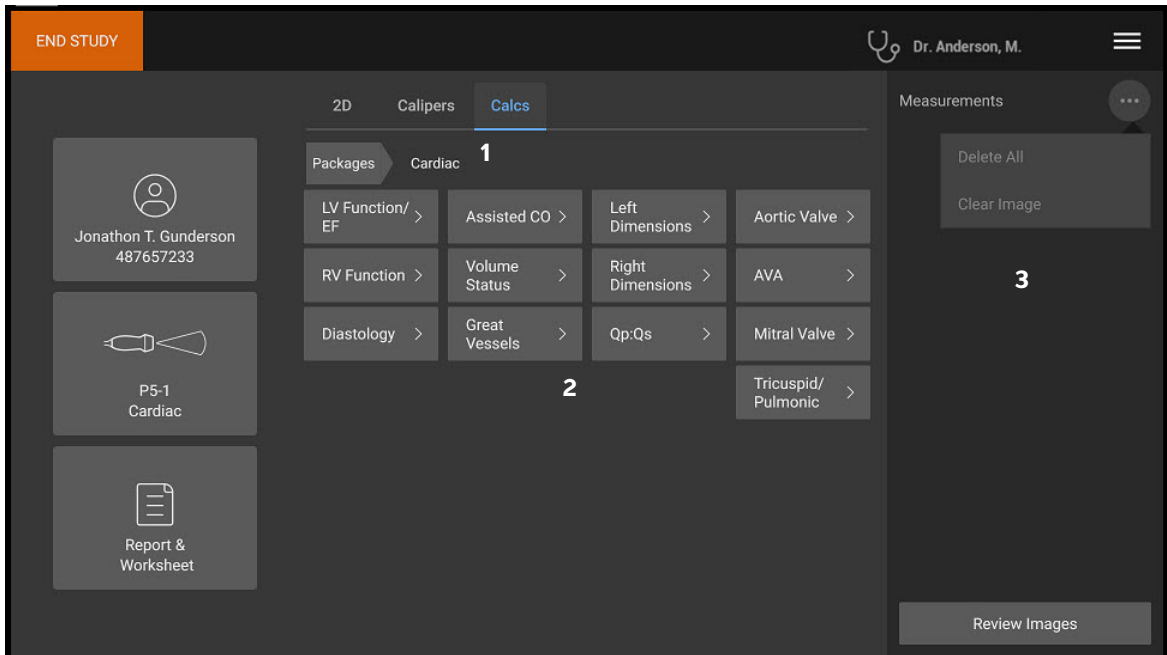 END STUDY
Dr. Anderson, M.
2D Calipers Calcs
Measurements
1
Packages Cardiac
Delete All
Clear Image
Jonathon T. Gunderson
487657233
LV Function/
EF
Assisted CO
Left
Dimensions
Aortic Valve
RV Function
Volume
Status
Right
Dimensions
AVA
3
Diastology
Great
Vessels
Qp:Qs
Mitral Valve
P5-1
Cardiac
2
Tricuspid/
Pulmonic
Report &
Worksheet
Review Images